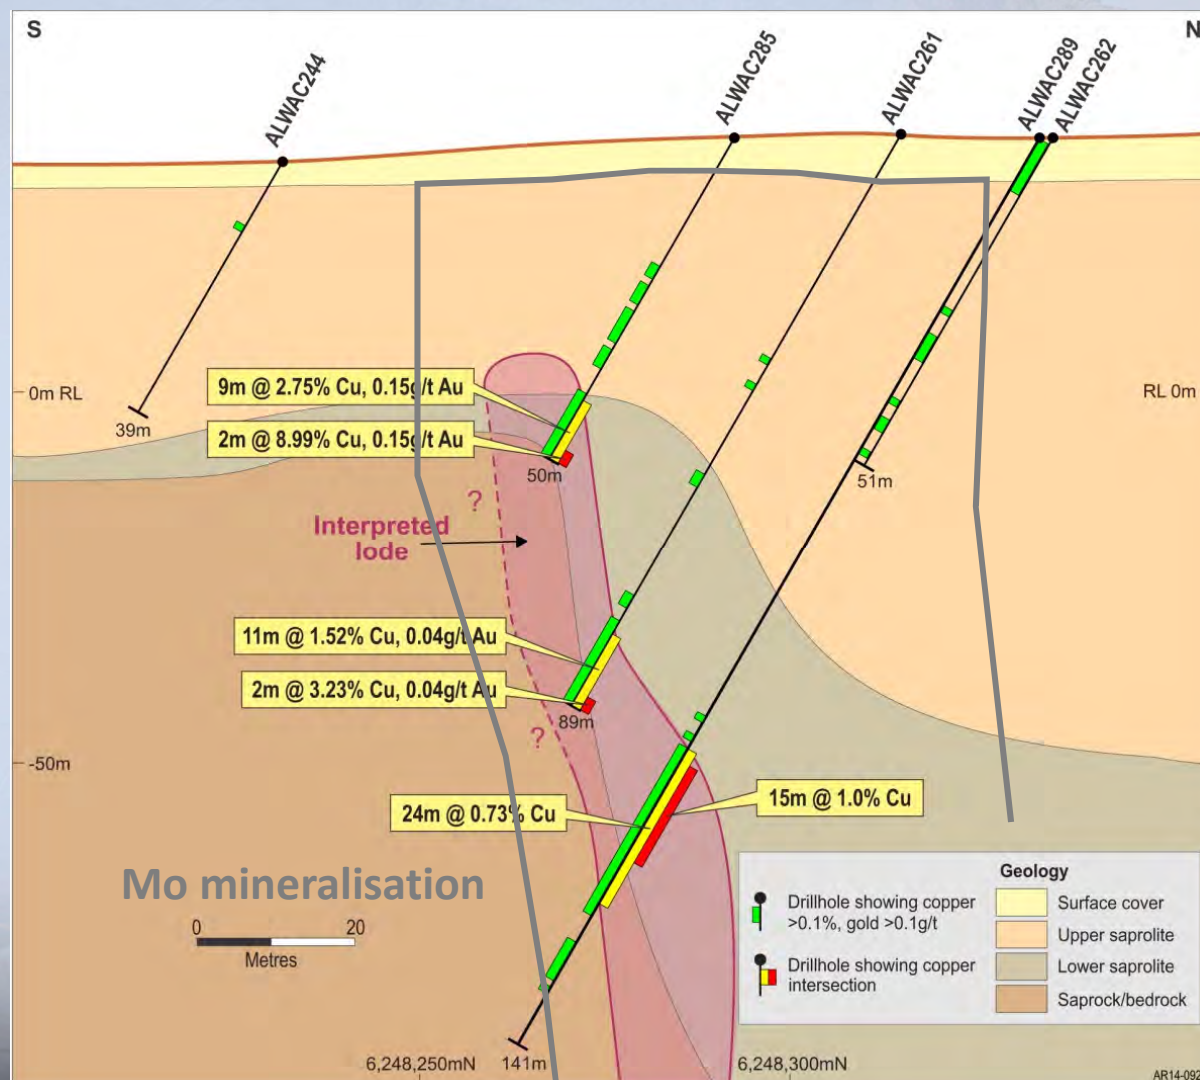 S
N
ALWAC244
ALWAC285
ALWAC261
ALWAC289
ALWAC262
0m RL
RL 0m
9m @ 2.75% Cu, 0.15g/t Au
2m @ 8.99% Cu, 0.15g/t Au
39m
50m
51m
?
Interpreted
lode
11m @ 1.52% Cu, 0.04g/t Au
2m @ 3.23% Cu, 0.04g/t Au
89m
?
-50m
24m @ 0.73% Cu
15m @ 1.0% Cu
Mo mineralisation
0 20
Metres
Geology
Drillhole showing copper
>0.1%, gold >0.1g/t
Drillhole showing copper
intersection
Surface cover
Upper saprolite
Lower saprolite
Saprock/bedrock
6,248,250mN
141m
6,248,300mN
AR14-092